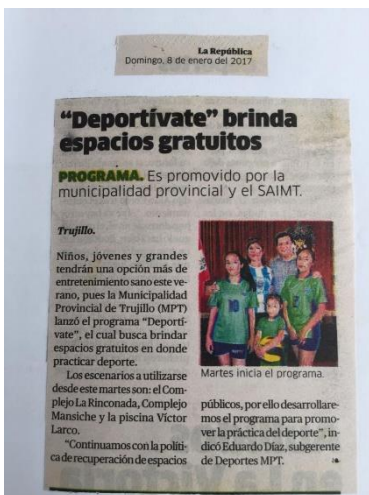 La República
Domingo, 8 de enero del 2017
“Deportívate” brinda
espacios gratuitos
PROGRAMA. Es promovido por la
municipalidad provincial y el SAIMT.
Trujillo.
Niños, jóvenes y grandes
tendrán una opción más de
entretenimiento sano este ve-
rano, pues la Municipalidad
Provincial de Trujillo (MPT)
lanzó el programa “Deportí-
vate”, el cual busca brindar
espacios gratuitos en donde
practicar deporte.
Los escenarios a utilizarse
desde este martes son: el Com-
plejo La Rinconada, Complejo
Mansiche y la piscina Víctor
Larco.
“Continuamos con la políti-
ca de recuperación de espacios
Martes inicia el programa.
públicos, por ello desarrollare-
mos el programa para promo-
ver la práctica del deporte”, in-
dicó Eduardo Díaz, subgerente
de Deportes MPT.